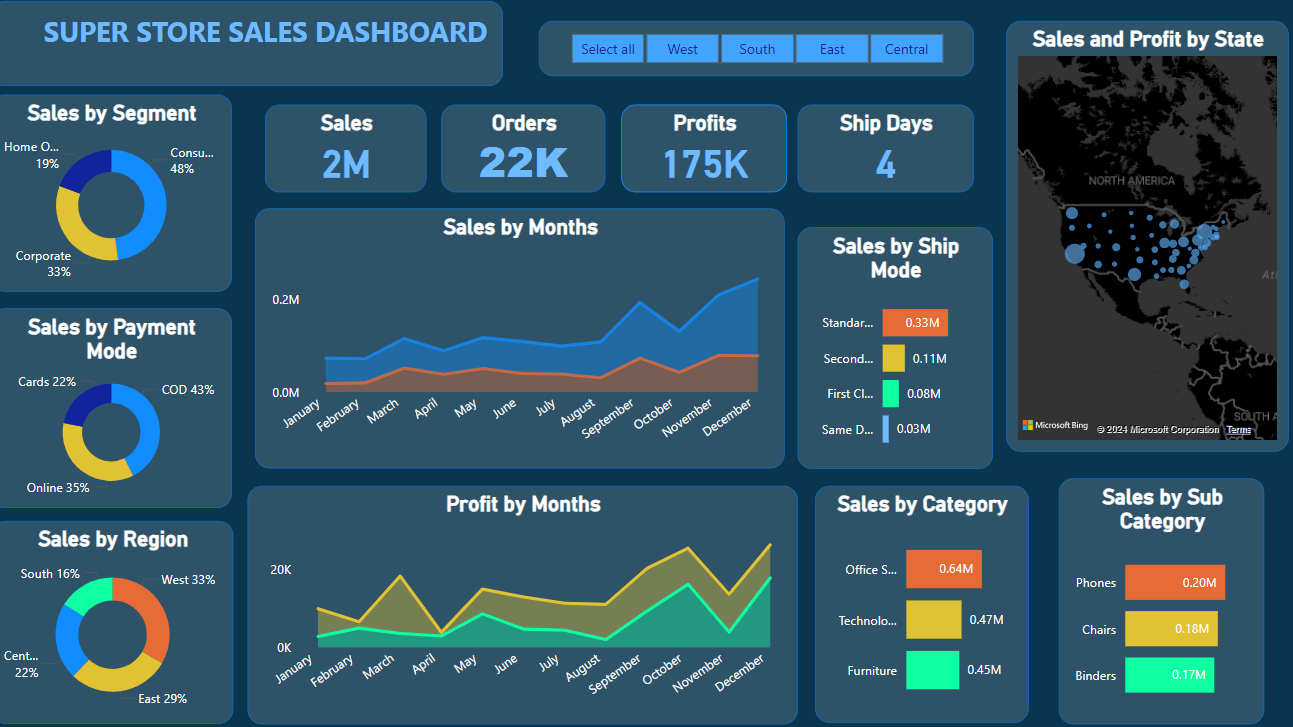 SUPER STORE SALES DASHBOARD
Select all
West
South
East
Central
Sales and Profit by State
NORTH AMERICA
Atl
SOUTH A
Microsoft Bing
© 2024 Microsoft Corporation Terms
Sales by Segment
Home O...
19%
Consu...
48%
Corporate
33%
Sales
2M
Orders
22K
Profits
175K
Ship Days
4
Sales by Months
0.2M
0.0M
January
February
March
April
May
June
July
August
September
October
November
December
Sales by Ship
Mode
Standar...
0.33M
Second...
0.11M
First Cl...
0.08M
Same D...
0.03M
Sales by Payment
Mode
Cards 22%
COD 43%
Online 35%
Sales by Region
South 16%
West 33%
Cent...
22%
East 29%
Profit by Months
20K
0K
January
February
March
April
May
June
July
August
September
October
November
December
Sales by Category
Office S...
0.64M
Technolo...
0.47M
Furniture
0.45M
Sales by Sub
Category
Phones
0.20M
Chairs
0.18M
Binders
0.17M